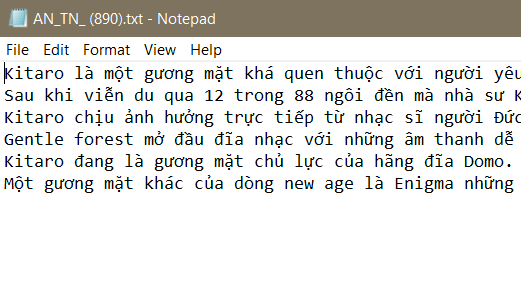 AN_TN_ (890).txt - Notepad
File Edit Format View Help
Kitaro là một gương mặt khá quen thuộc với người yêu
Sau khi viễn du qua 12 trong 88 ngôi đền mà nhà sư K
Kitaro chịu ảnh hưởng trực tiếp từ nhạc sĩ người Đức
Gentle forest mở đầu đĩa nhạc với những âm thanh dễ
Kitaro đang là gương mặt chủ lực của hãng đĩa Domo.
Một gương mặt khác của dòng new age là Enigma những